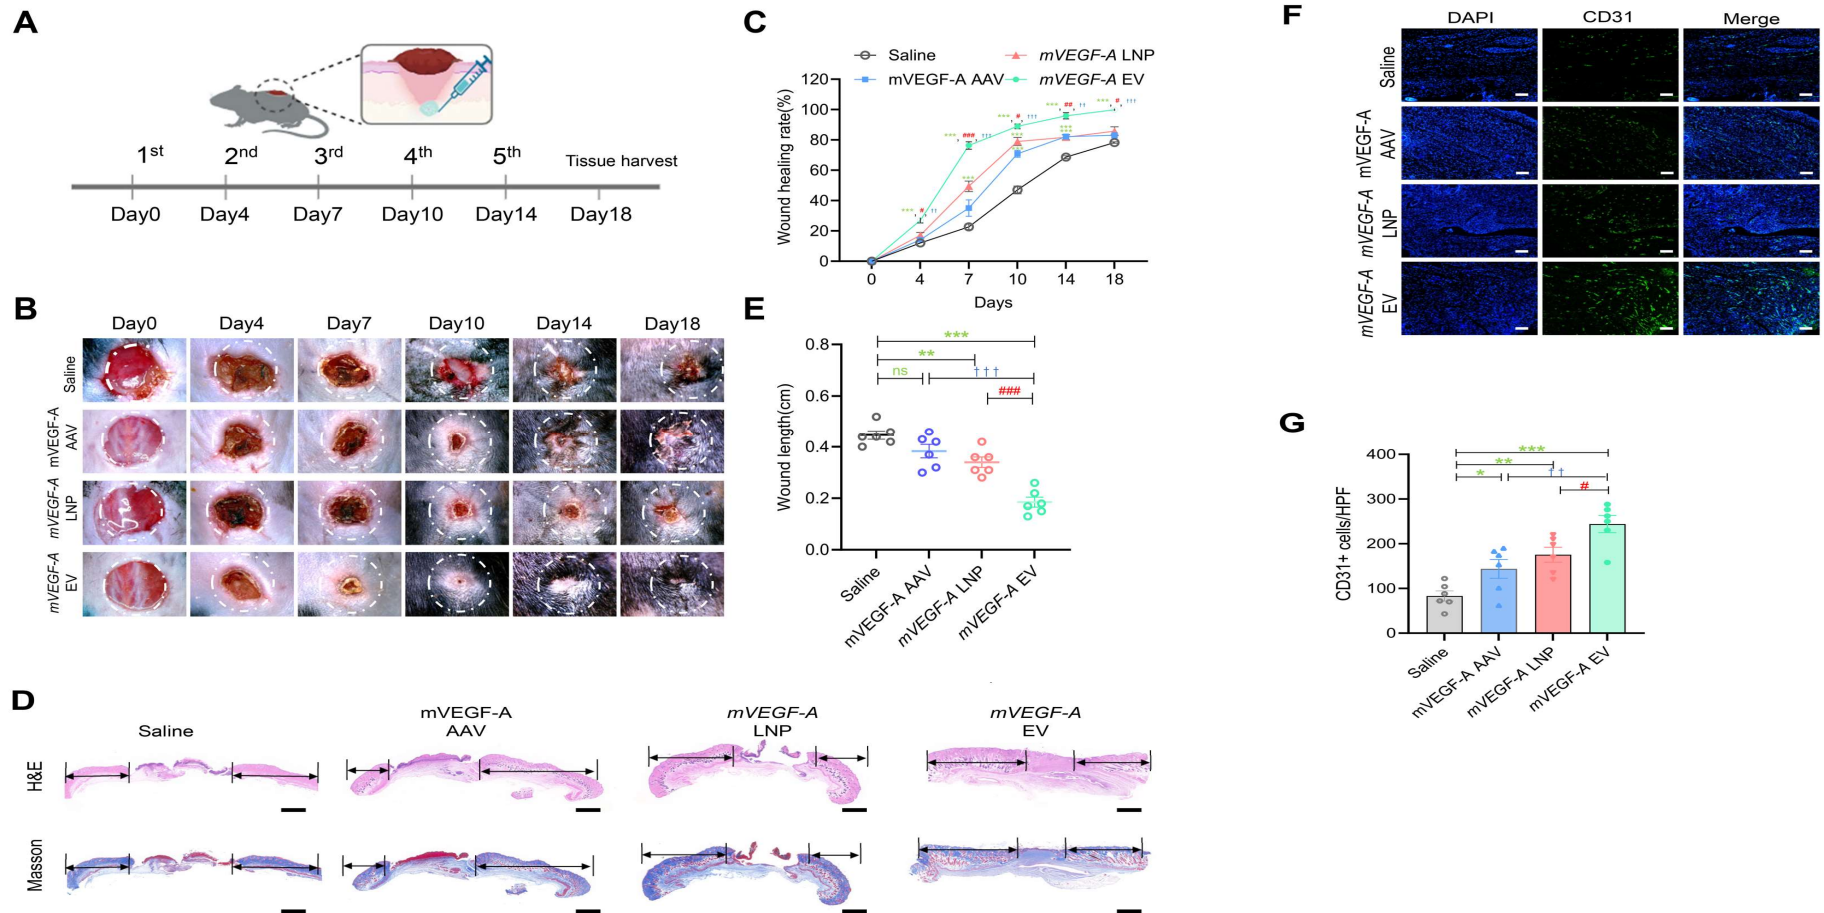 A
1st 2nd 3rd 4th 5th Tissue harvest
Day0 Day4 Day7 Day10 Day14 Day18
B
Day0 Day4 Day7 Day10 Day14 Day18
Saline
mVEGF-A
AAV
mVEGF-A
LNP
mVEGF-A
EV
C
Saline mVEGF-A LNP
mVEGF-A AAV mVEGF-A EV
Wound healing rate(%)
120
100
80
60
40
20
0
0 4 7 10 14 18
Days
***, #, ††
***, ###, †††
***, #, †††
***, ##, ††
***, #, †††
***
***
***
***
D
Saline
mVEGF-A
AAV
mVEGF-A
LNP
mVEGF-A
EV
H&E
Masson
E
Wound length(cm)
0.8
0.6
0.4
0.2
0.0
***
**
ns
†††
###
Saline
mVEGF-A AAV
mVEGF-A LNP
mVEGF-A EV
F
DAPI CD31 Merge
Saline
mVEGF-A
AAV
mVEGF-A
LNP
mVEGF-A
EV
G
CD31+ cells/HPF
400
300
200
100
0
***
**
*
††
#
Saline
mVEGF-A AAV
mVEGF-A LNP
mVEGF-A EV